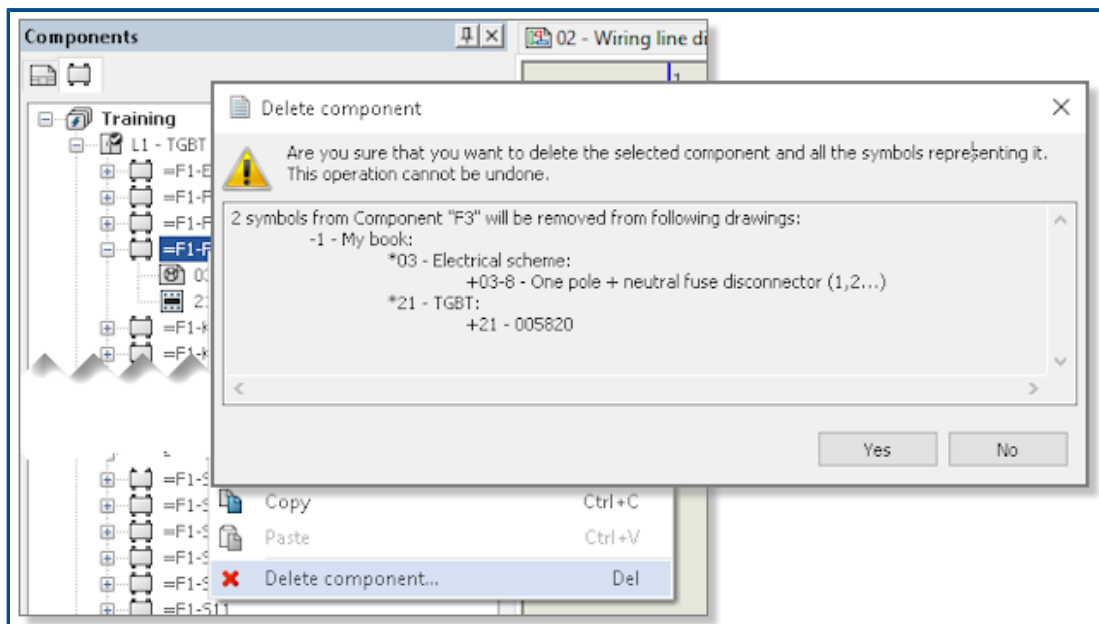 Components
02 - Wiring line di
1
Training
L1 - TGBT
=F1-E
=F1-F
=F1-F
=F1-F
03
21
=F1-K
=F1-K
Delete component
Are you sure that you want to delete the selected component and all the symbols representing it.
This operation cannot be undone.
2 symbols from Component "F3" will be removed from following drawings:
-1 - My book:
*03 - Electrical scheme:
+03-8 - One pole + neutral fuse disconnector (1,2...)
*21 - TGBT:
+21 - 005820
Yes No
=F1-S
=F1-S
=F1-S
=F1-S
=F1-S
=F1-S11
Copy Ctrl+C
Paste Ctrl+V
Delete component... Del